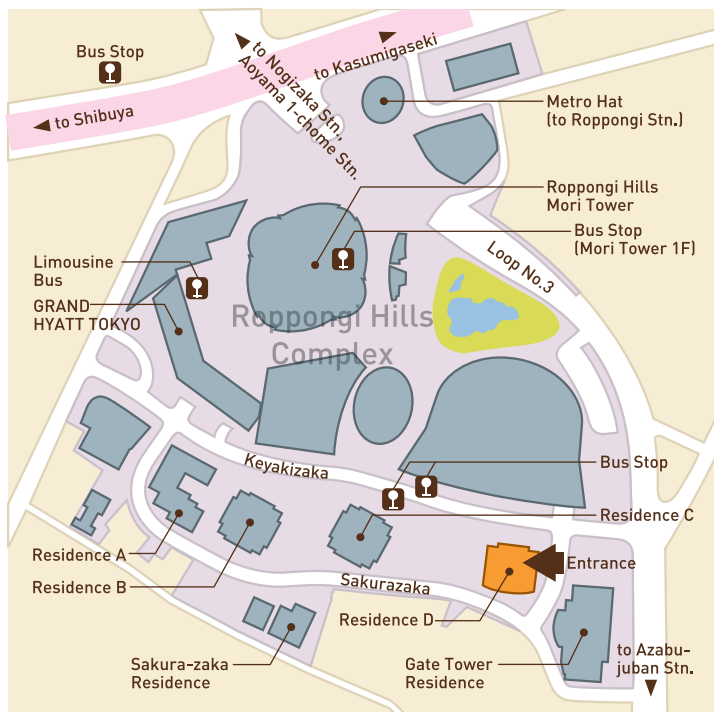 Bus Stop
to Nogizaka Stn.,
Aoyama 1-chome Stn.
to Kasumigaseki
to Shibuya
Metro Hat
(to Roppongi Stn.)
Roppongi Hills
Mori Tower
Bus Stop
(Mori Tower 1F)
Loop No.3
Limousine
Bus
GRAND
HYATT TOKYO
Roppongi Hills
Complex
Keyakizaka
Bus Stop
Residence C
Residence A
Residence B
Entrance
Sakurazaka
Residence D
Sakura-zaka
Residence
Gate Tower
Residence
to Azabu-
juban Stn.